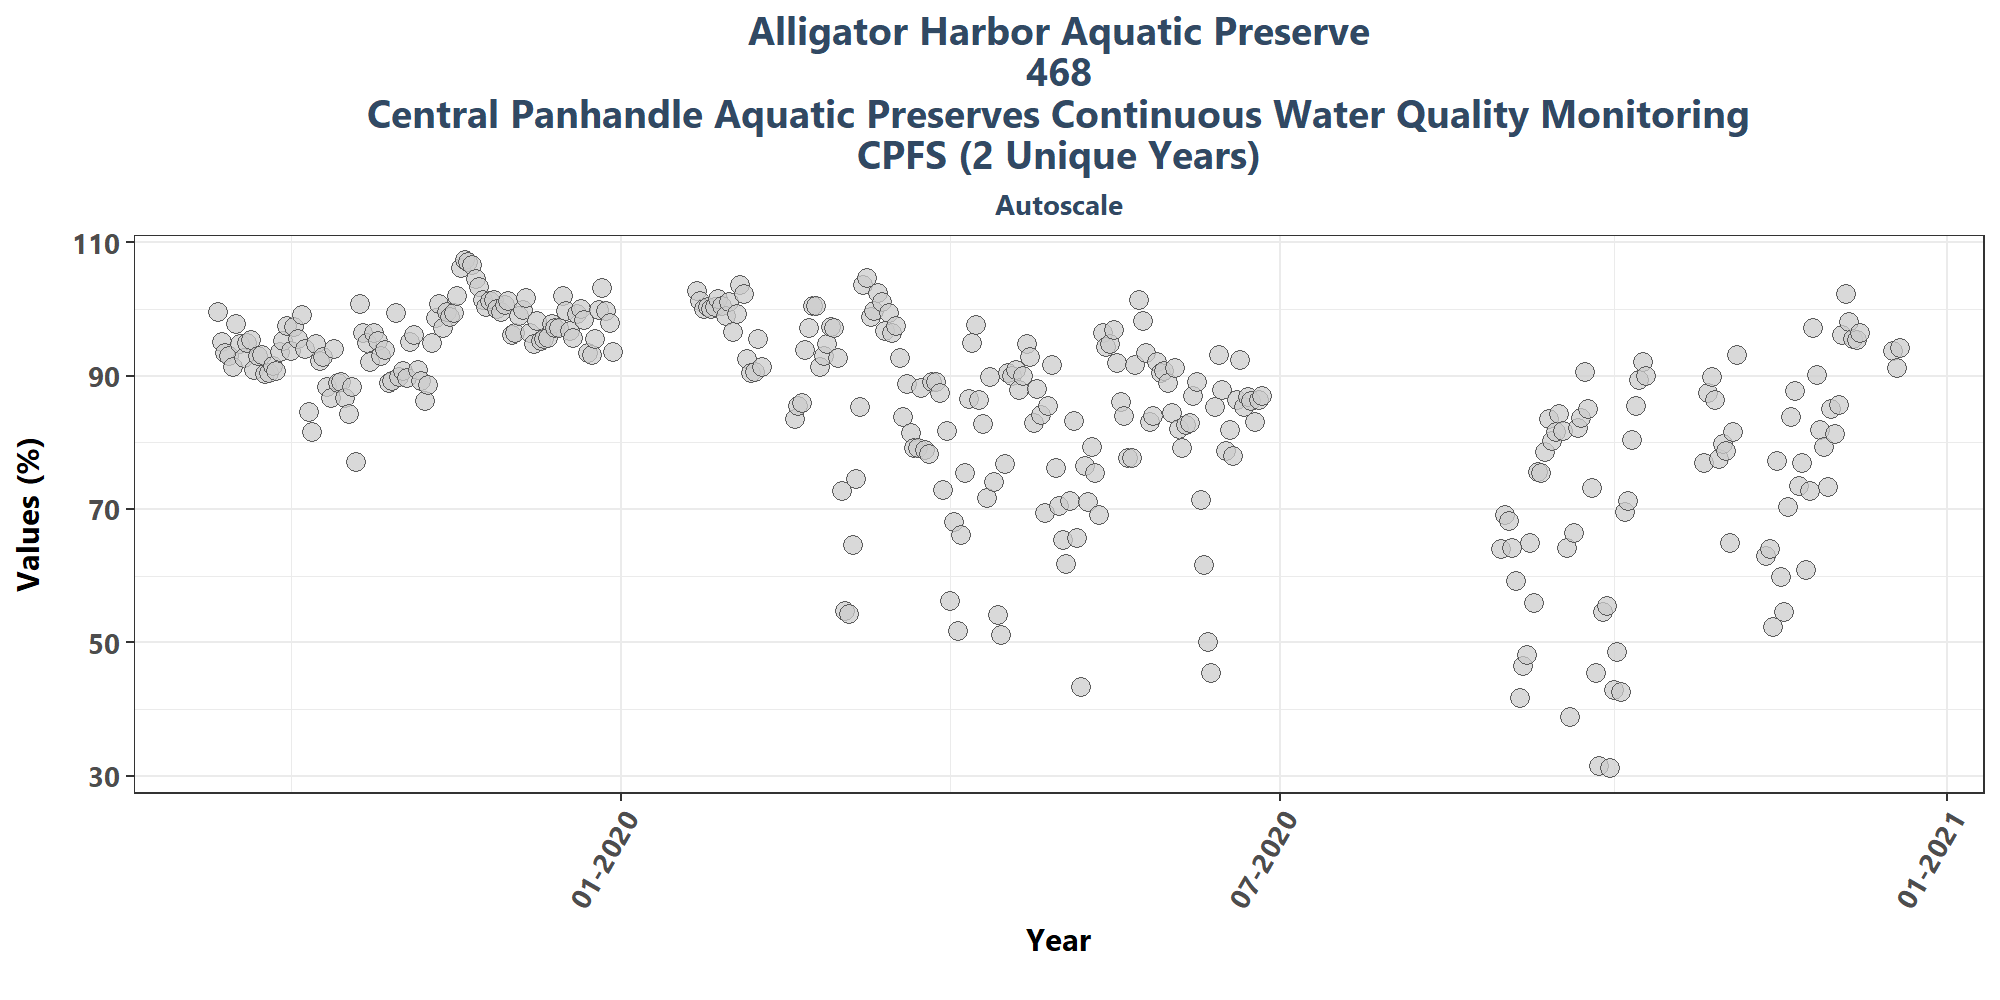 Alligator Harbor Aquatic Preserve
468
Central Panhandle Aquatic Preserves Continuous Water Quality Monitoring
CPFS (2 Unique Years)
Autoscale
110
90
70
50
30
Values (%)
01-2020
07-2020
01-2021
Year